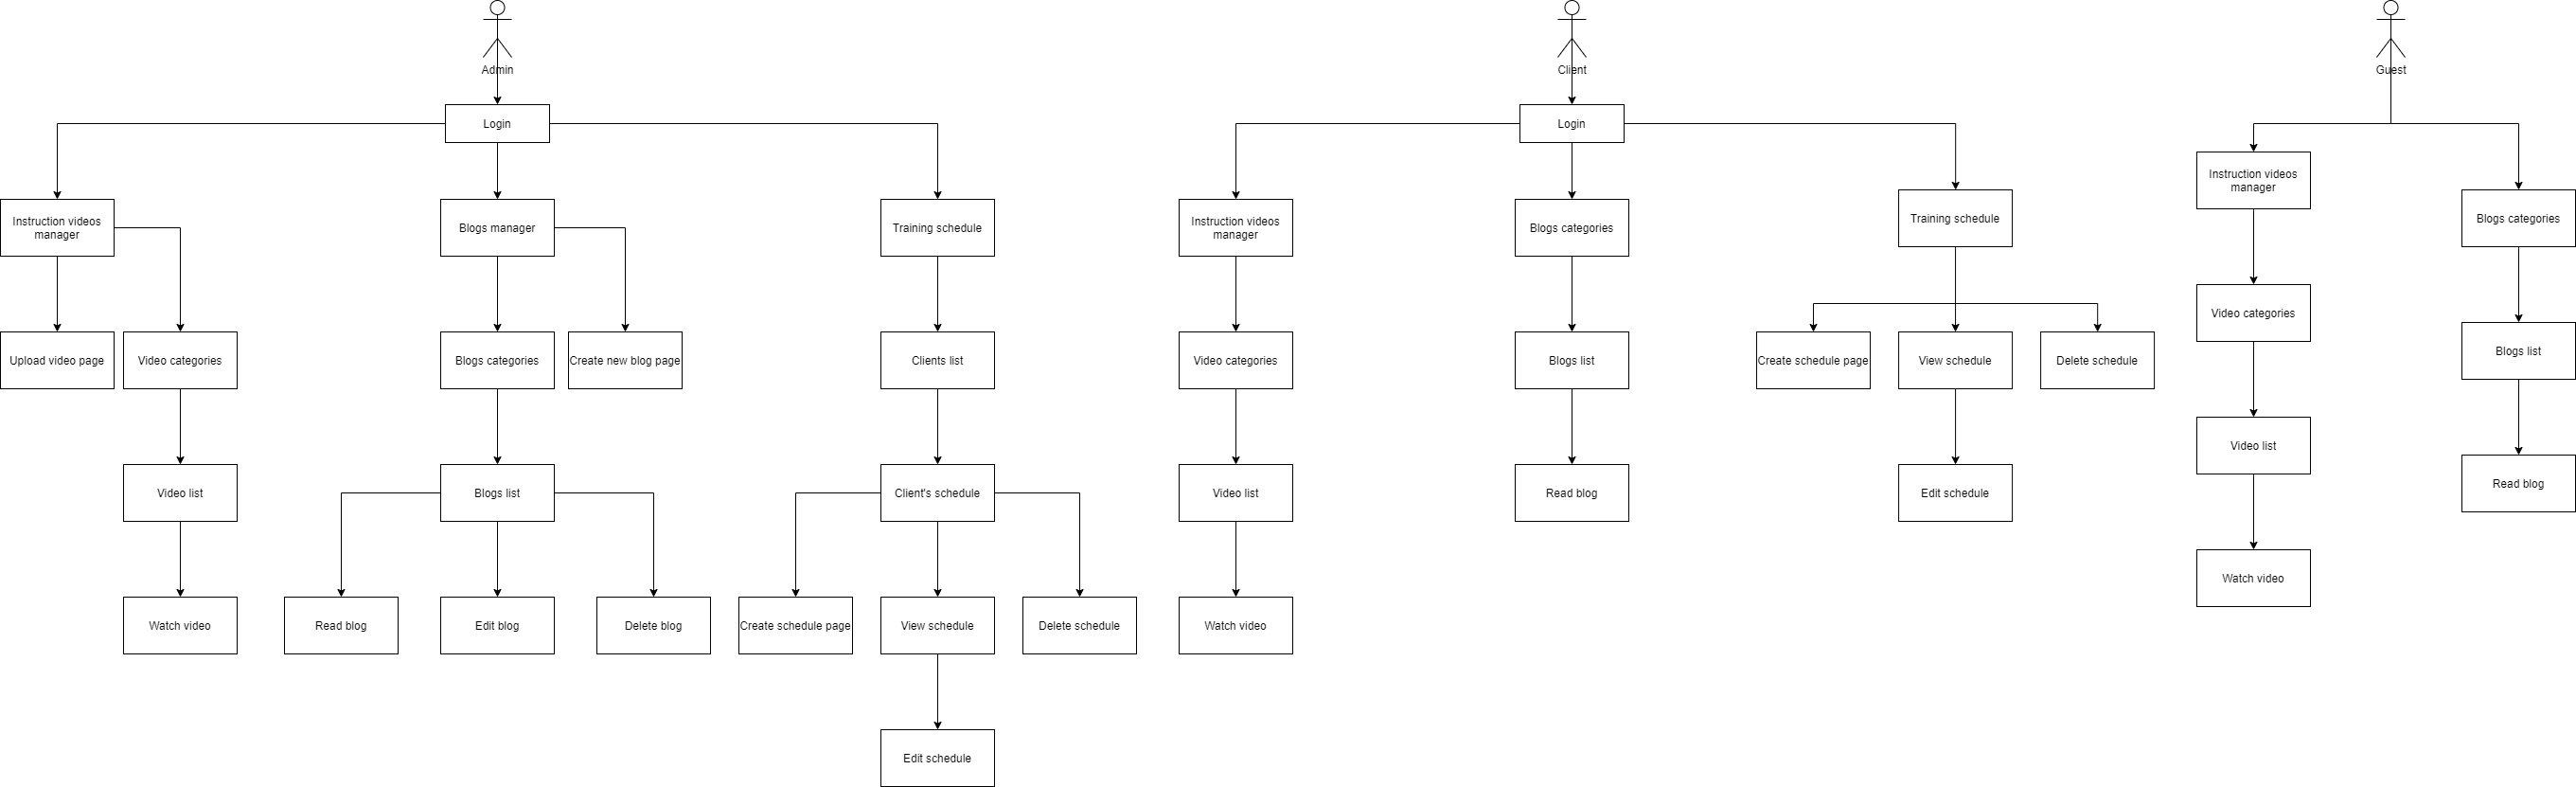 Admin
Client
Guest
Login
Login
Instruction videos
manager
Blogs manager
Training schedule
Instruction videos
manager
Blogs categories
Training schedule
Instruction videos
manager
Blogs categories
Upload video page
Video categories
Blogs categories
Create new blog page
Clients list
Video categories
Blogs list
Create schedule page
View schedule
Delete schedule
Video categories
Blogs list
Video list
Blogs list
Client's schedule
Video list
Read blog
Edit schedule
Video list
Read blog
Watch video
Read blog
Edit blog
Delete blog
Create schedule page
View schedule
Delete schedule
Watch video
Watch video
Edit schedule